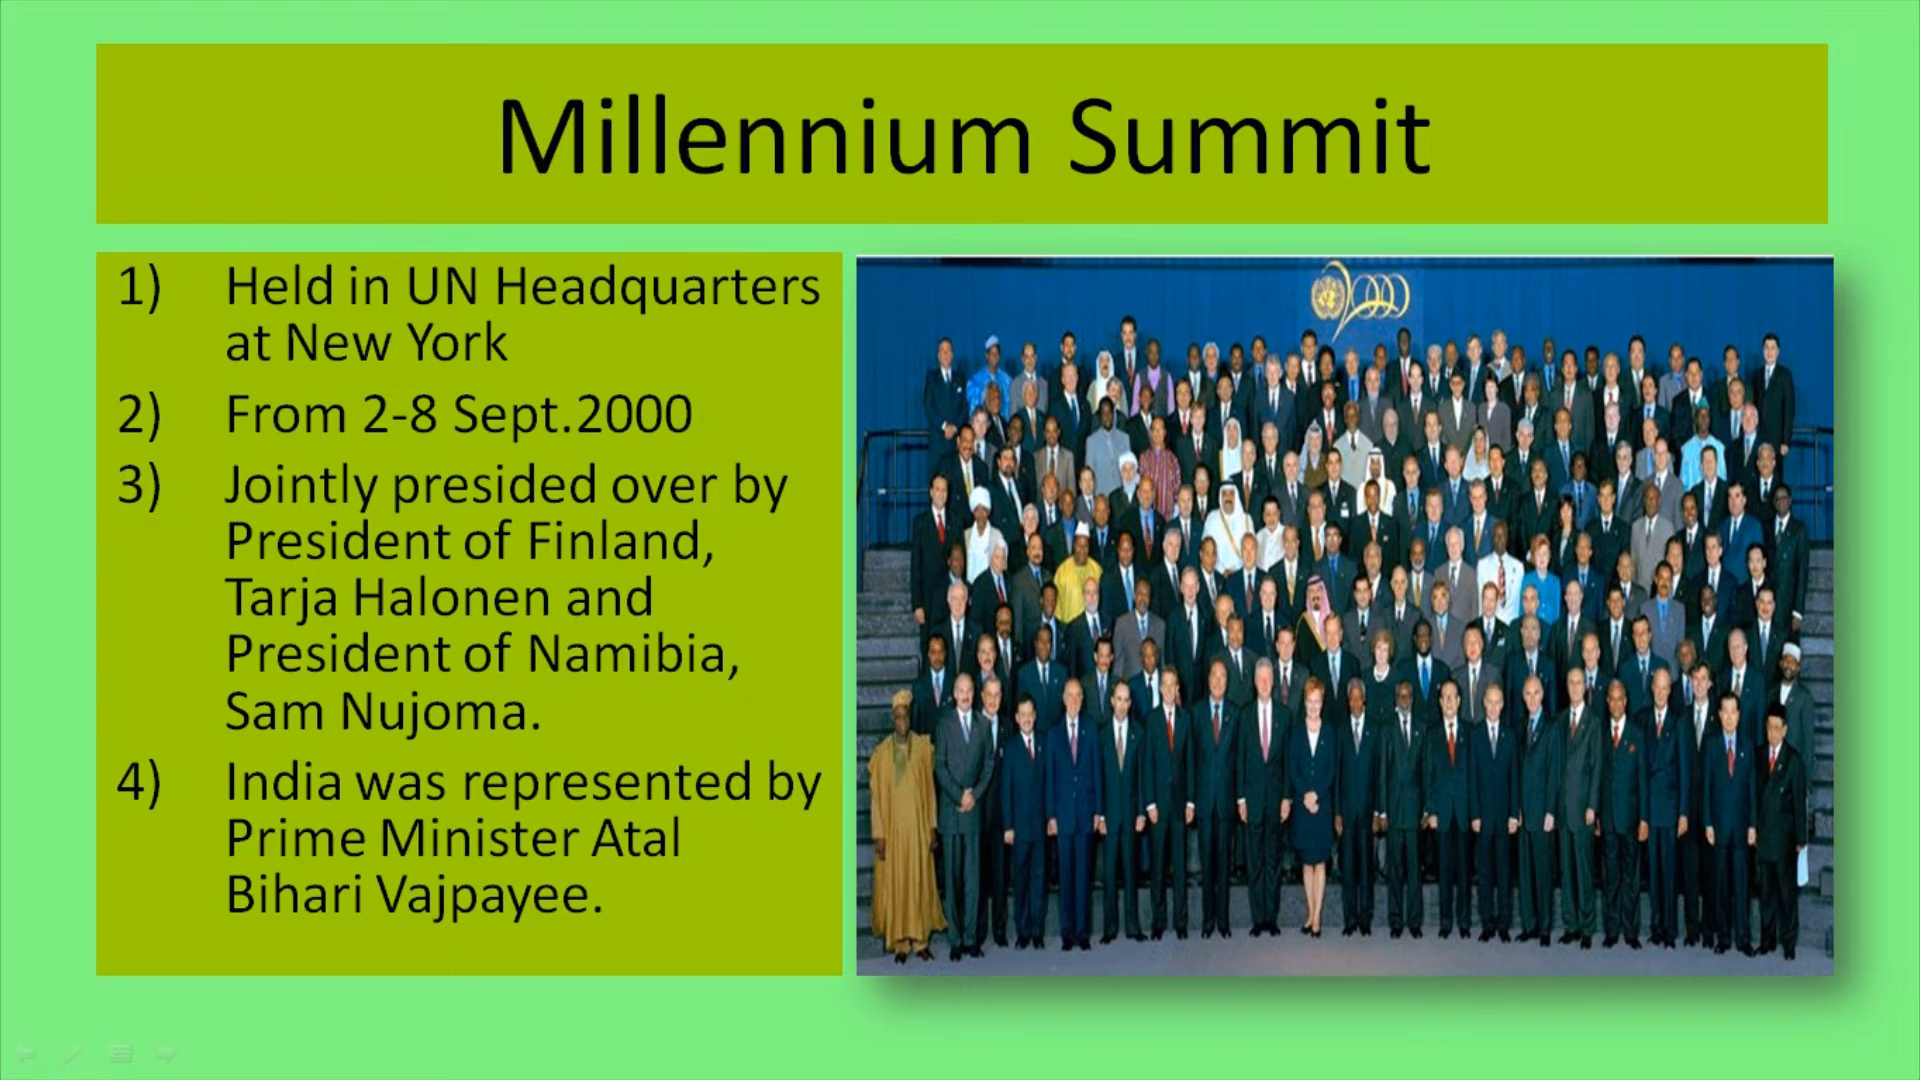 Millennium Summit
1) Held in UN Headquarters
at New York
2) From 2-8 Sept.2000
3) Jointly presided over by
President of Finland,
Tarja Halonen and
President of Namibia,
Sam Nujoma.
4) India was represented by
Prime Minister Atal
Bihari Vajpayee.
2000